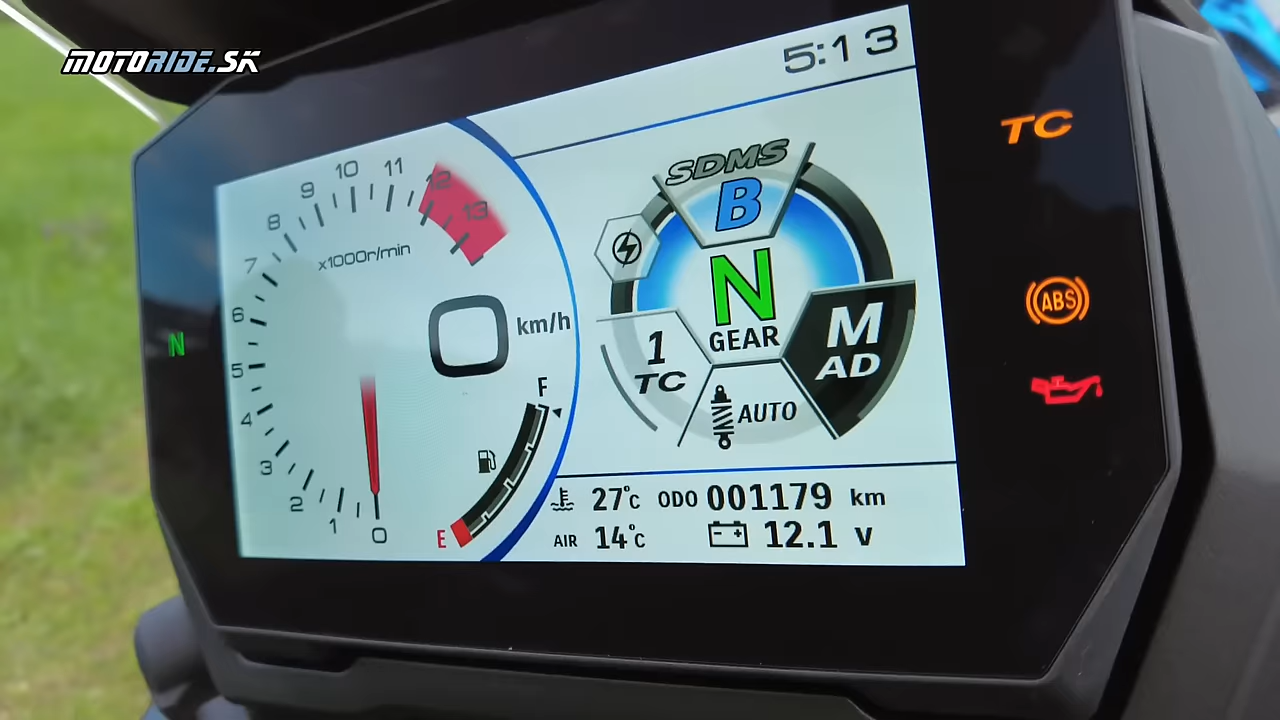 MOTORIDE.SK
5:13
TC
SDMS
B
N
GEAR
1
TC
M
AD
AUTO
0 1 2 3 4 5 6 7 8 9 10 11 12 13
x1000r/min
0 km/h
F
E
N
ABS
27°C ODO 001179 km
AIR 14°C 12.1 V